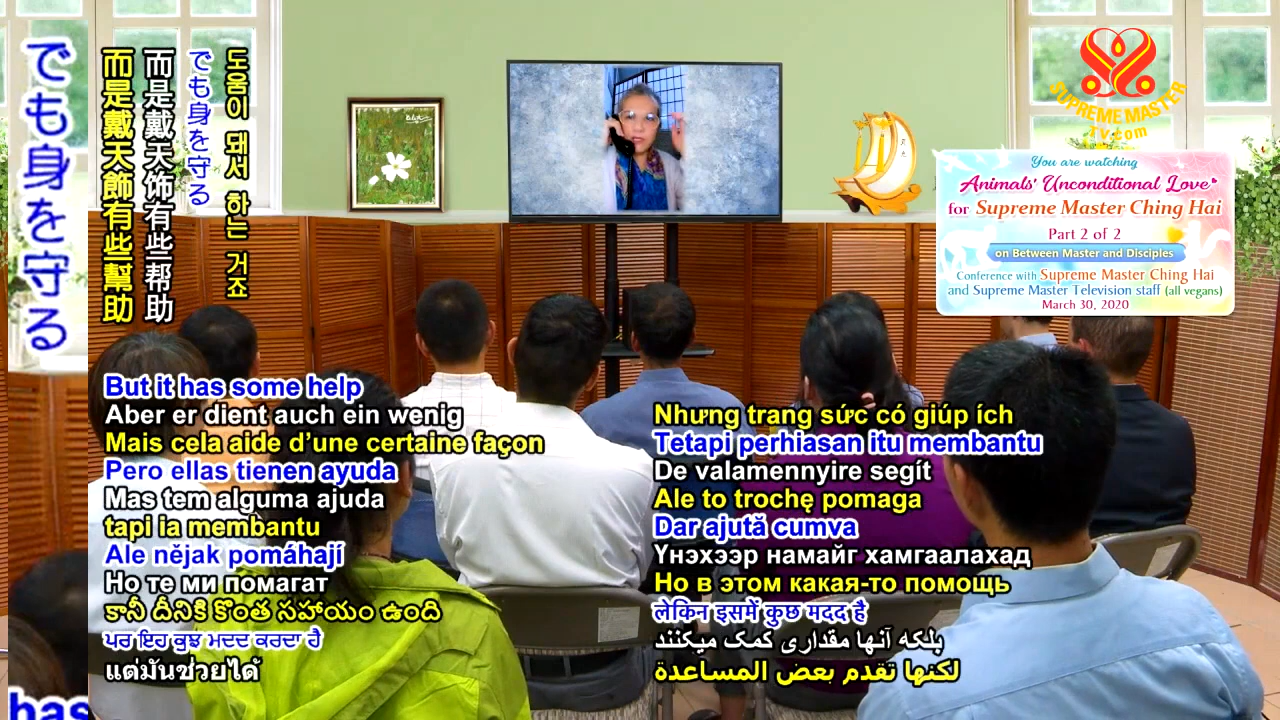 でも身を守る
而是戴天飾有些幫助
而是戴天饰有些帮助
でも身を守る
도움이 돼서 하는 거죠
SUPREME MASTER
TV.com
You are watching
Animals' Unconditional Love
for Supreme Master Ching Hai
Part 2 of 2
on Between Master and Disciples
Conference with Supreme Master Ching Hai
and Supreme Master Television staff (all vegans)
March 30, 2020
But it has some help
Aber er dient auch ein wenig
Mais cela aide d’une certaine façon
Pero ellas tienen ayuda
Mas tem alguma ajuda
tapi ia membantu
Ale nějak pomáhají
Но те ми помагат
కానీ దీనికి కొంత సహాయం ఉంది
ਪਰ ਇਹ ਕੁਝ ਮਦਦ ਕਰਦਾ ਹੈ
แต่มันช่วยได้
Nhưng trang sức có giúp ích
Tetapi perhiasan itu membantu
De valamennyire segít
Ale to trochę pomaga
Dar ajută cumva
Үнэхээр намайг хамгаалахад
Но в этом какая-то помощь
लेकिन इसमें कुछ मदद है
بلکه آنها مقداری کمک میکنند
لكنها تقدم بعض المساعدة
has